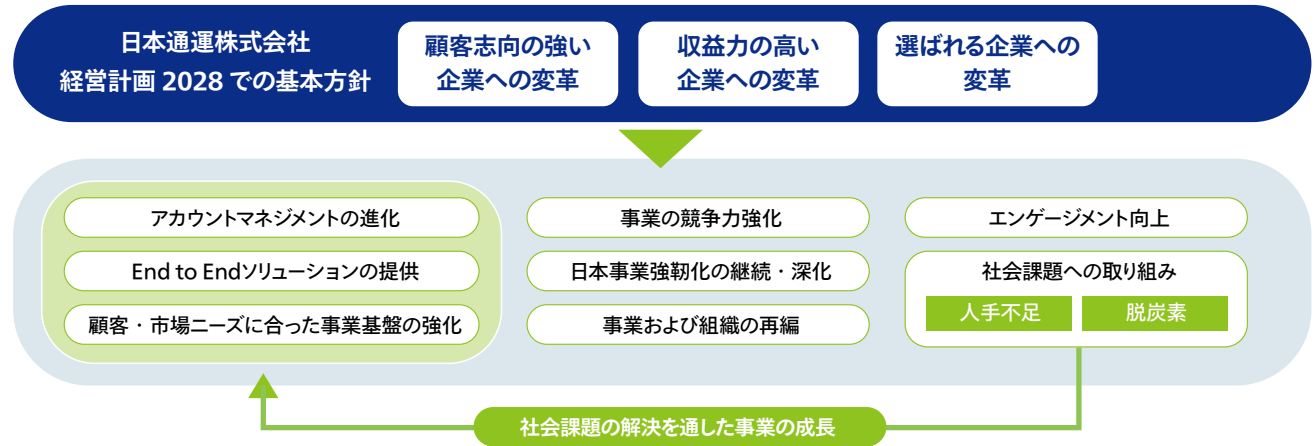 日本通運株式会社
経営計画 2028 での基本方針
顧客志向の強い
企業への変革
収益力の高い
企業への変革
選ばれる企業への
変革
アカウントマネジメントの進化
End to Endソリューションの提供
顧客・市場ニーズに合った事業基盤の強化
事業の競争力強化
日本事業強靭化の継続・深化
事業および組織の再編
エンゲージメント向上
社会課題への取り組み
人手不足
脱炭素
社会課題の解決を通した事業の成長